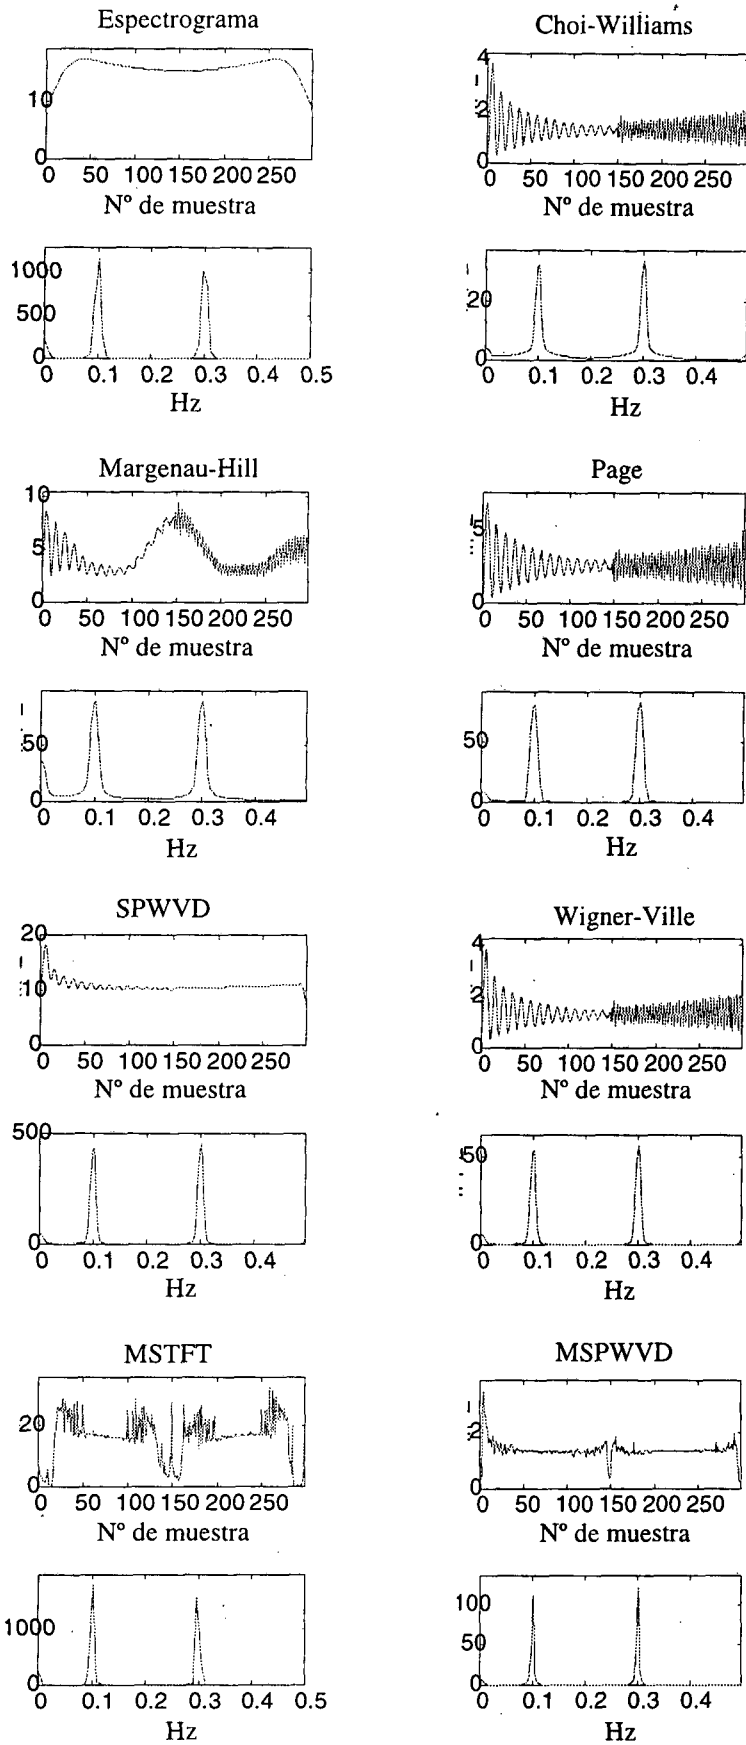 Espectrograma
10
0
0 50 100 150 200 250
Nº de muestra
1000
500
0
0 0.1 0.2 0.3 0.4 0.5
Hz
Choi-Williams
4
2
0
0 50 100 150 200 250
Nº de muestra
20
0
0 0.1 0.2 0.3 0.4
Hz
Margenau-Hill
10
5
0
0 50 100 150 200 250
Nº de muestra
50
0
0 0.1 0.2 0.3 0.4
Hz
Page
5
0
0 50 100 150 200 250
Nº de muestra
50
0
0 0.1 0.2 0.3 0.4
Hz
SPWVD
20
10
0
0 50 100 150 200 250
Nº de muestra
500
0
0 0.1 0.2 0.3 0.4
Hz
Wigner-Ville
4
2
0
0 50 100 150 200 250
Nº de muestra
50
0
0 0.1 0.2 0.3 0.4
Hz
MSTFT
20
0
0 50 100 150 200 250
Nº de muestra
1000
0
0 0.1 0.2 0.3 0.4 0.5
Hz
MSPWVD
2
0
0 50 100 150 200 250
Nº de muestra
100
50
0
0 0.1 0.2 0.3 0.4
Hz